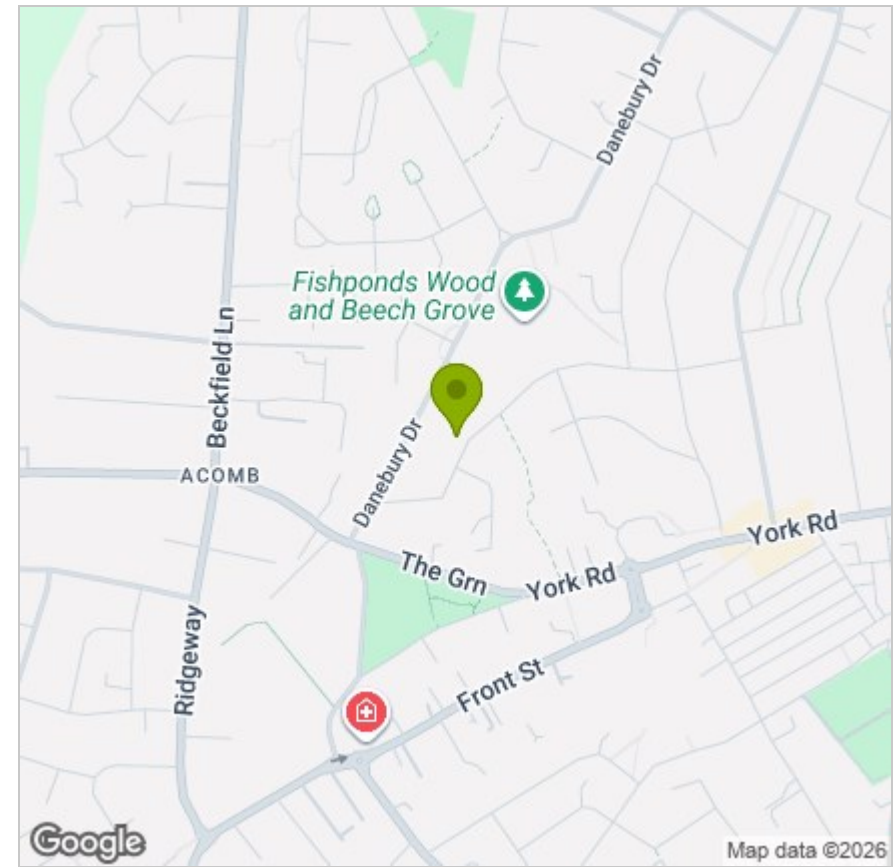 Danebury Dr
Fishponds Wood
and Beech Grove
Beckfield Ln
Danebury Dr
ACOMB
York Rd
The Grn
York Rd
Ridgeway
Front St
Google
Map data ©2026